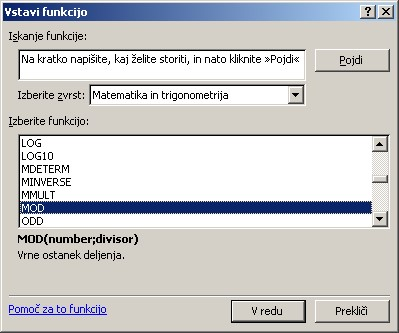 Vstavi funkcijo
Iskanje funkcije:
Na kratko napišite, kaj želite storiti, in nato kliknite »Pojdi«
Pojdi
Izberite zvrst: Matematika in trigonometrija
Izberite funkcijo:
LOG
LOG10
MDETERM
MINVERSE
MMULT
MOD
ODD
MOD(number;divisor)
Vrne ostanek deljenja.
Pomoč za to funkcijo
V redu
Prekliči